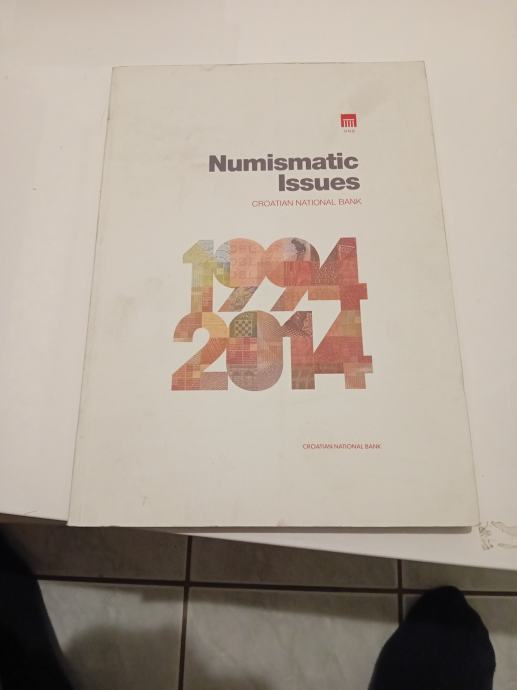 HNB
Numismatic
Issues
CROATIAN NATIONAL BANK
1994
2014
CROATIAN NATIONAL BANK